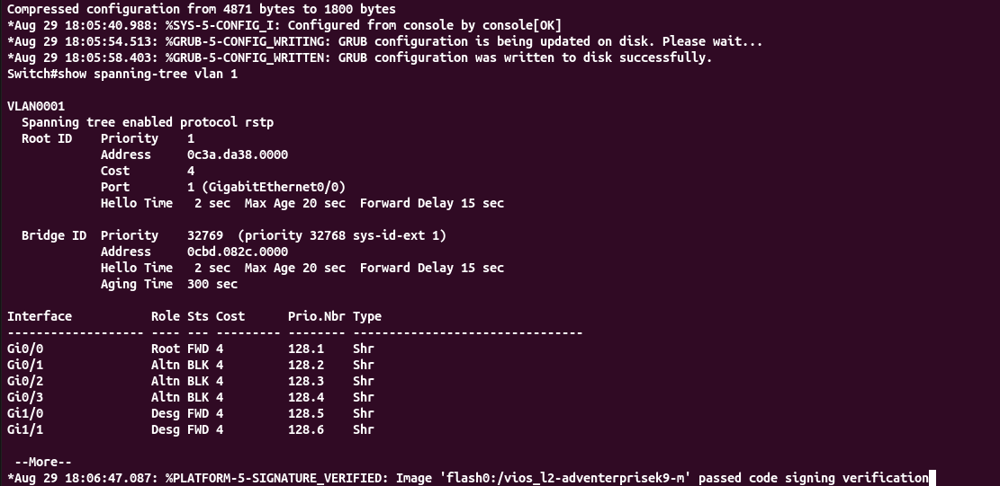 Compressed configuration from 4871 bytes to 1800 bytes
*Aug 29 18:05:40.988: %SYS-5-CONFIG_I: Configured from console by console[OK]
*Aug 29 18:05:54.513: %GRUB-5-CONFIG_WRITING: GRUB configuration is being updated on disk. Please wait...
*Aug 29 18:05:58.403: %GRUB-5-CONFIG_WRITTEN: GRUB configuration was written to disk successfully.
Switch#show spanning-tree vlan 1

VLAN0001
  Spanning tree enabled protocol rstp
  Root ID    Priority    1
             Address     0c3a.da38.0000
             Cost        4
             Port        1 (GigabitEthernet0/0)
             Hello Time   2 sec  Max Age 20 sec  Forward Delay 15 sec

  Bridge ID  Priority    32769  (priority 32768 sys-id-ext 1)
             Address     0cbd.082c.0000
             Hello Time   2 sec  Max Age 20 sec  Forward Delay 15 sec
             Aging Time  300 sec

Interface           Role Sts Cost      Prio.Nbr Type
------------------- ---- --- --------- -------- --------------------------------
Gi0/0               Root FWD 4         128.1    Shr
Gi0/1               Altn BLK 4         128.2    Shr
Gi0/2               Altn BLK 4         128.3    Shr
Gi0/3               Altn BLK 4         128.4    Shr
Gi1/0               Desg FWD 4         128.5    Shr
Gi1/1               Desg FWD 4         128.6    Shr

 --More--
*Aug 29 18:06:47.087: %PLATFORM-5-SIGNATURE_VERIFIED: Image 'flash0:/vios_l2-adventerprisek9-m' passed code signing verification